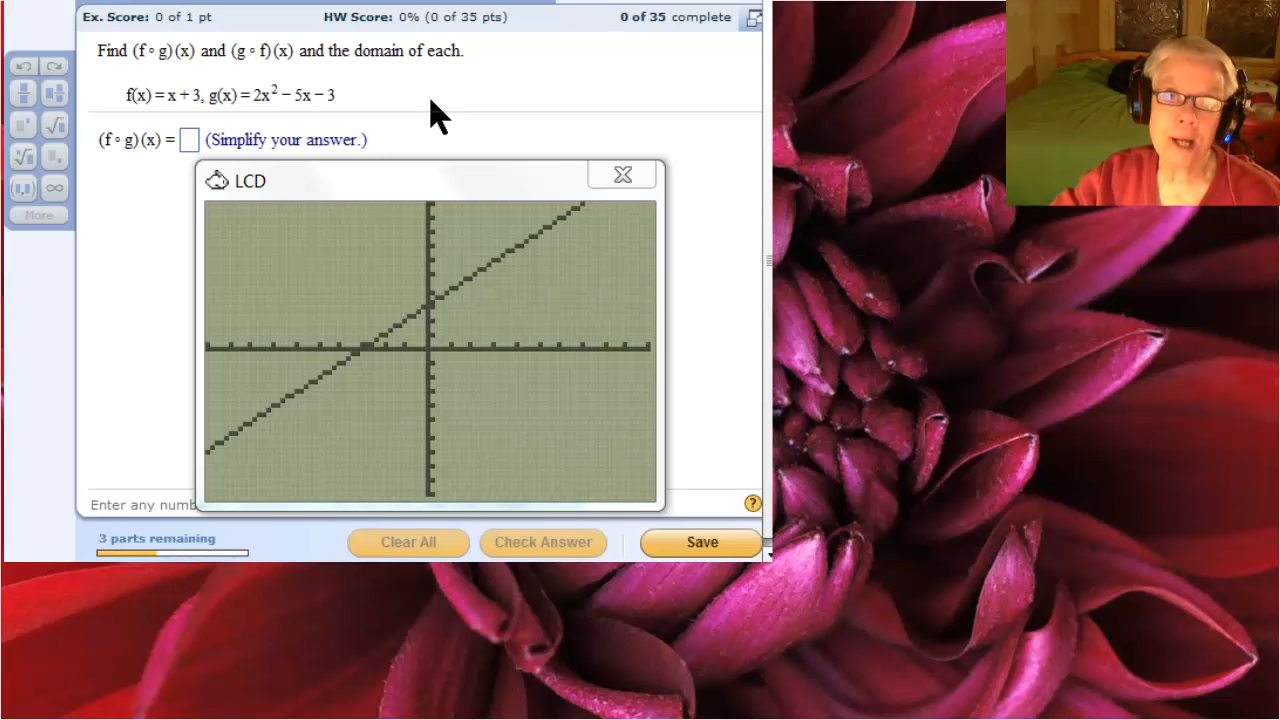 Ex. Score: 0 of 1 pt HW Score: 0% (0 of 35 pts) 0 of 35 complete
Find (f ∘ g)(x) and (g ∘ f)(x) and the domain of each.
f(x) = x + 3, g(x) = 2x² − 5x − 3
(f ∘ g)(x) = (Simplify your answer.)
LCD
More
Enter any numb
?
3 parts remaining
Clear All Check Answer Save